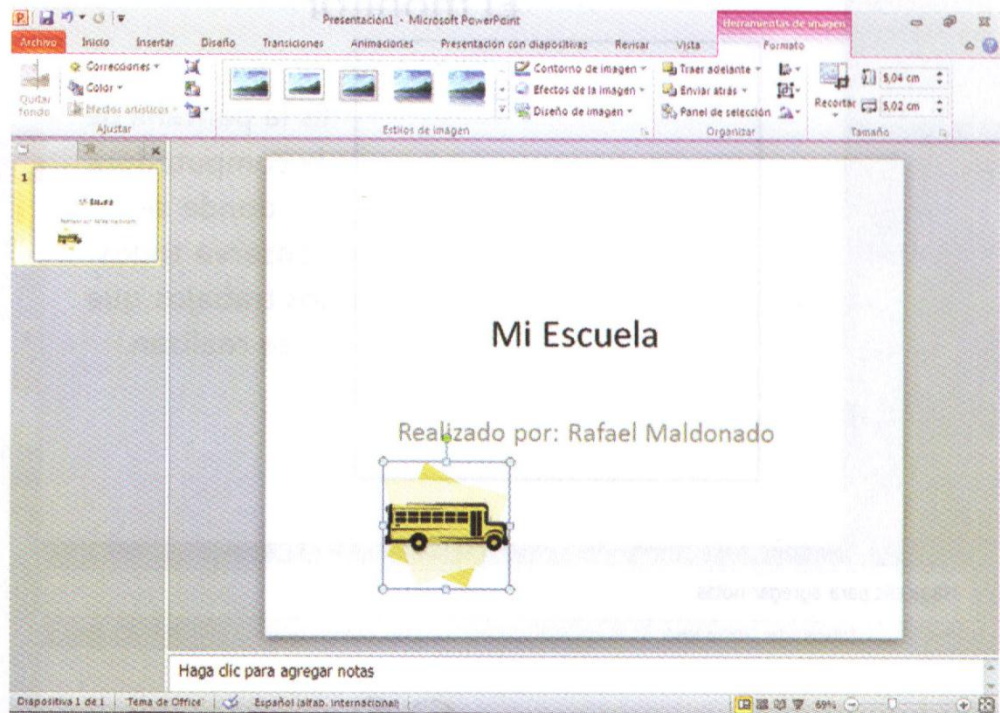 Presentación1 - Microsoft PowerPoint
Herramientas de imagen
Archivo Inicio Insertar Diseño Transiciones Animaciones Presentación con diapositivas Revisar Vista Formato
Quitar fondo
Correcciones
Color
Efectos artísticos
Ajustar
Estilos de imagen
Contorno de imagen
Efectos de la imagen
Diseño de imagen
Traer adelante
Enviar atrás
Panel de selección
Organizar
Recortar
5,04 cm
5,02 cm
Tamaño
1
Mi Escuela
Mi Escuela
Realizado por: Rafael Maldonado
Haga clic para agregar notas
Diapositiva 1 de 1 "Tema de Office" Español (alfab. internacional) 69%